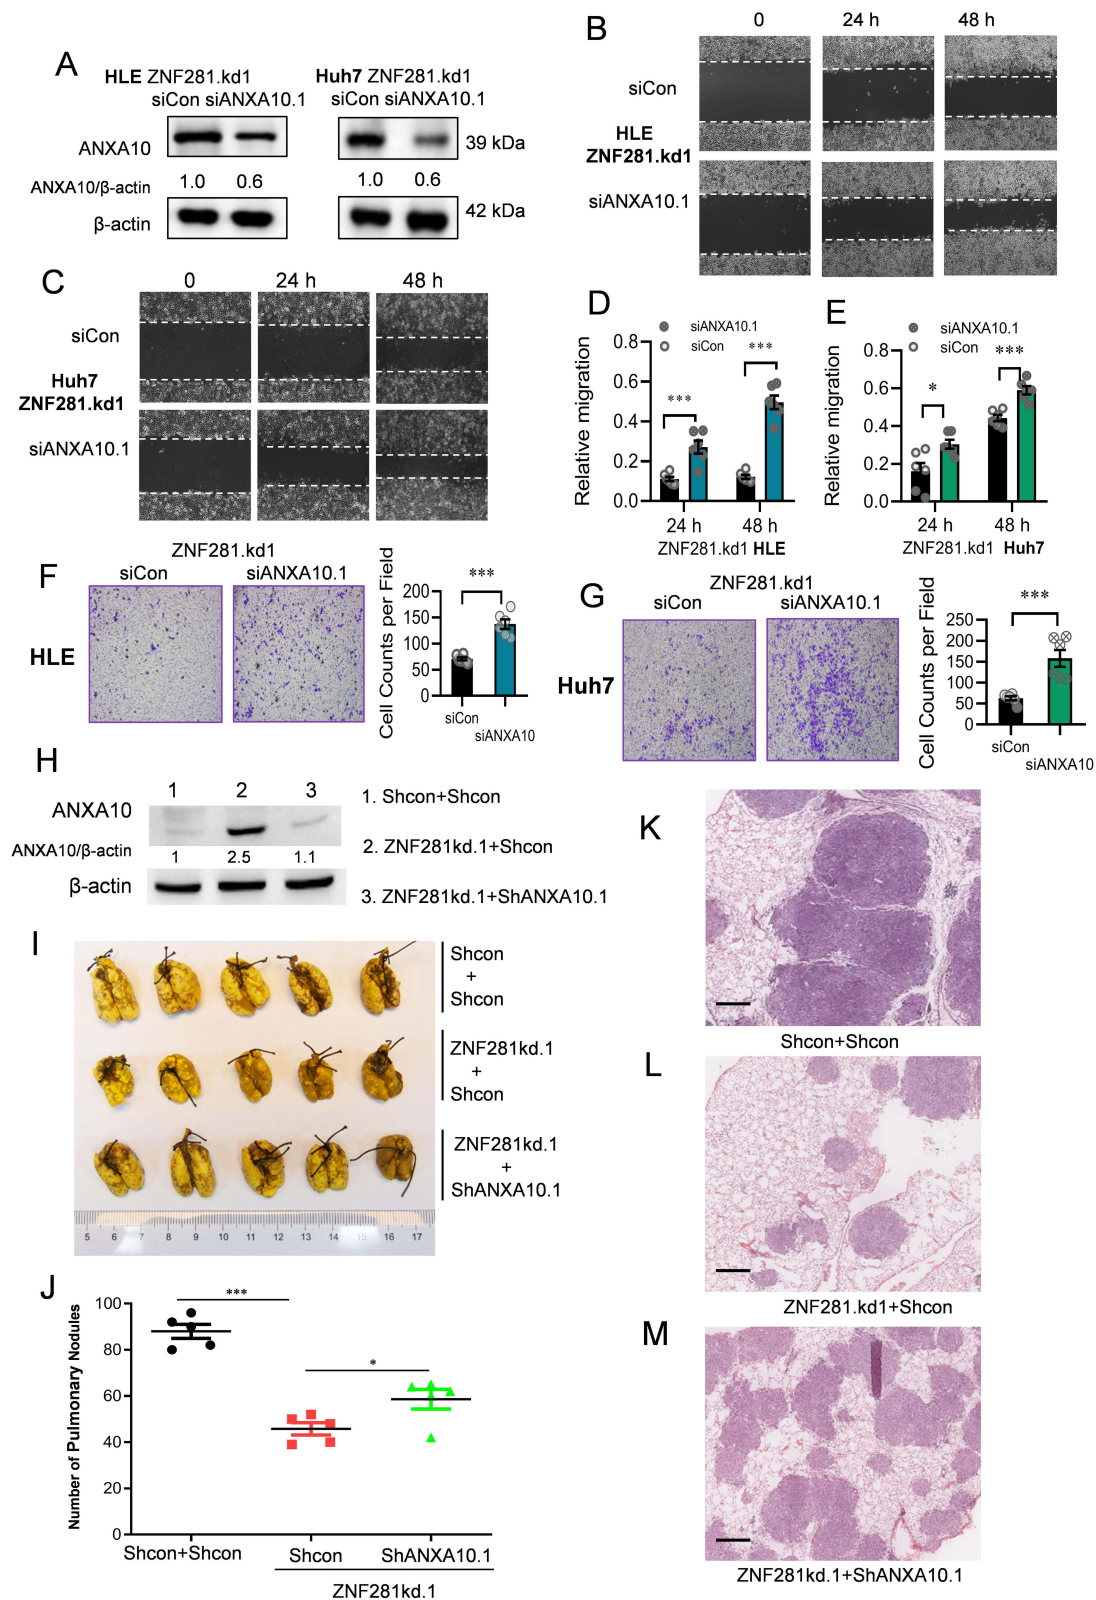 A
HLE ZNF281.kd1
siCon siANXA10.1
Huh7 ZNF281.kd1
siCon siANXA10.1
ANXA10
39 kDa
ANXA10/β-actin
1.0 0.6
1.0 0.6
β-actin
42 kDa
B
0 24 h 48 h
siCon
HLE
ZNF281.kd1
siANXA10.1
C
0 24 h 48 h
siCon
Huh7
ZNF281.kd1
siANXA10.1
D
siANXA10.1
siCon
Relative migration
0.8
0.6
0.4
0.2
0.0
***
***
24 h 48 h
ZNF281.kd1 HLE
E
siANXA10.1
siCon
Relative migration
0.8
0.6
0.4
0.2
0.0
*
***
24 h 48 h
ZNF281.kd1 Huh7
F
ZNF281.kd1
siCon siANXA10.1
HLE
Cell Counts per Field
200
150
100
50
0
***
siCon
siANXA10
G
ZNF281.kd1
siCon siANXA10.1
Huh7
Cell Counts per Field
250
200
150
100
50
0
***
siCon
siANXA10
H
1 2 3
ANXA10
ANXA10/β-actin
1 2.5 1.1
β-actin
1. Shcon+Shcon
2. ZNF281kd.1+Shcon
3. ZNF281kd.1+ShANXA10.1
I
Shcon
+
Shcon
ZNF281kd.1
+
Shcon
ZNF281kd.1
+
ShANXA10.1
5 6 7 8 9 10 11 12 13 14 15 16 17
J
Number of Pulmonary Nodules
100
80
60
40
20
0
***
*
Shcon+Shcon
Shcon
ShANXA10.1
ZNF281kd.1
K
Shcon+Shcon
L
ZNF281.kd1+Shcon
M
ZNF281kd.1+ShANXA10.1